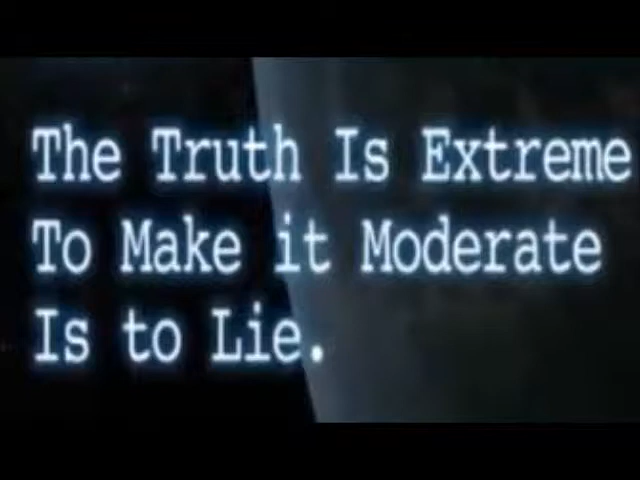 The Truth Is Extreme
To Make it Moderate
Is to Lie.